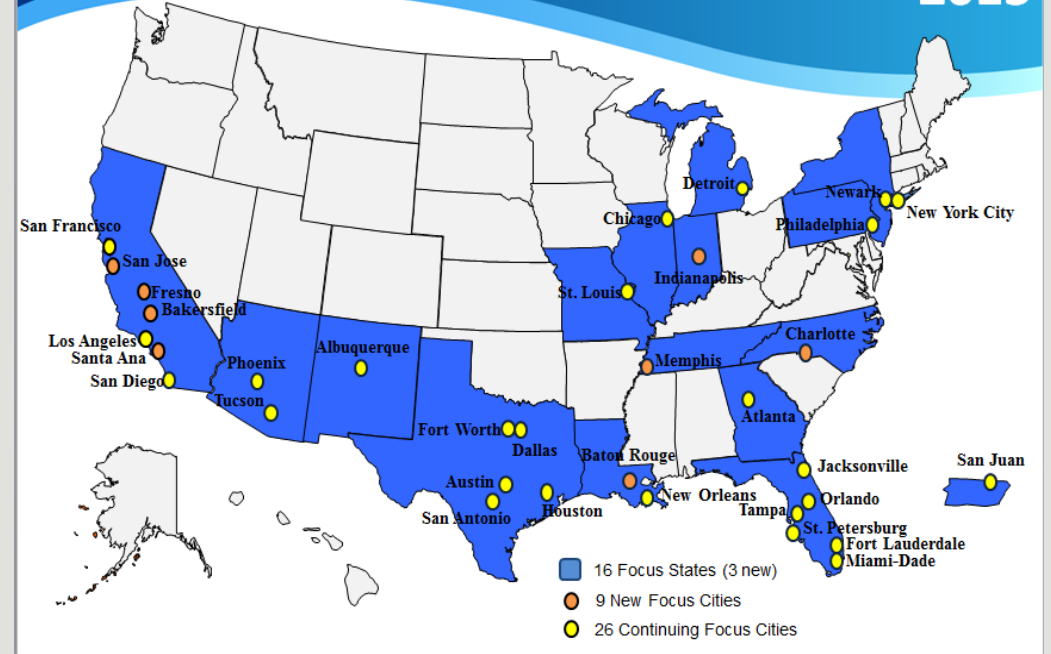 Detroit
Newark
New York City
Chicago
Philadelphia
San Francisco
San Jose
Indianapolis
St. Louis
Fresno
Bakersfield
Charlotte
Los Angeles
Santa Ana
Albuquerque
Memphis
Phoenix
San Diego
Tucson
Atlanta
Fort Worth
Dallas
Baton Rouge
San Juan
Jacksonville
Austin
New Orleans
Orlando
San Antonio
Houston
Tampa
St. Petersburg
Fort Lauderdale
Miami-Dade
16 Focus States (3 new)
9 New Focus Cities
26 Continuing Focus Cities